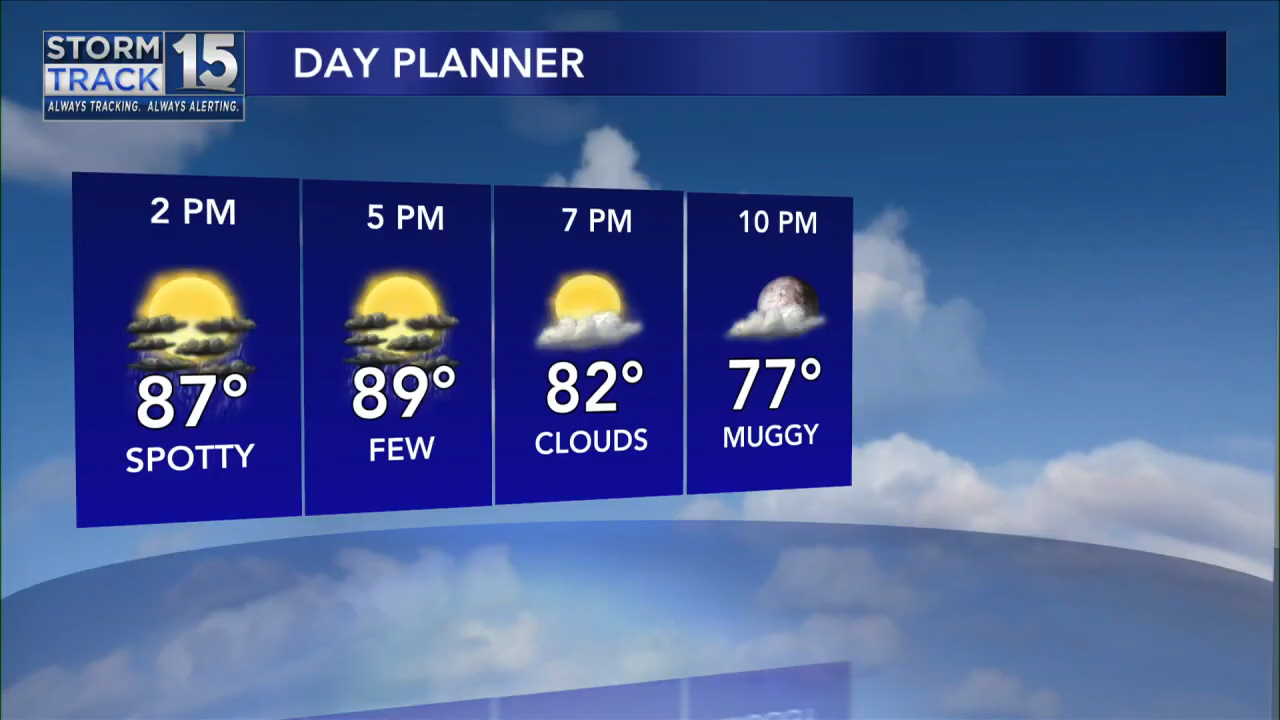 STORM
TRACK
15
ALWAYS TRACKING. ALWAYS ALERTING.
DAY PLANNER
2 PM
87°
SPOTTY
5 PM
89°
FEW
7 PM
82°
CLOUDS
10 PM
77°
MUGGY